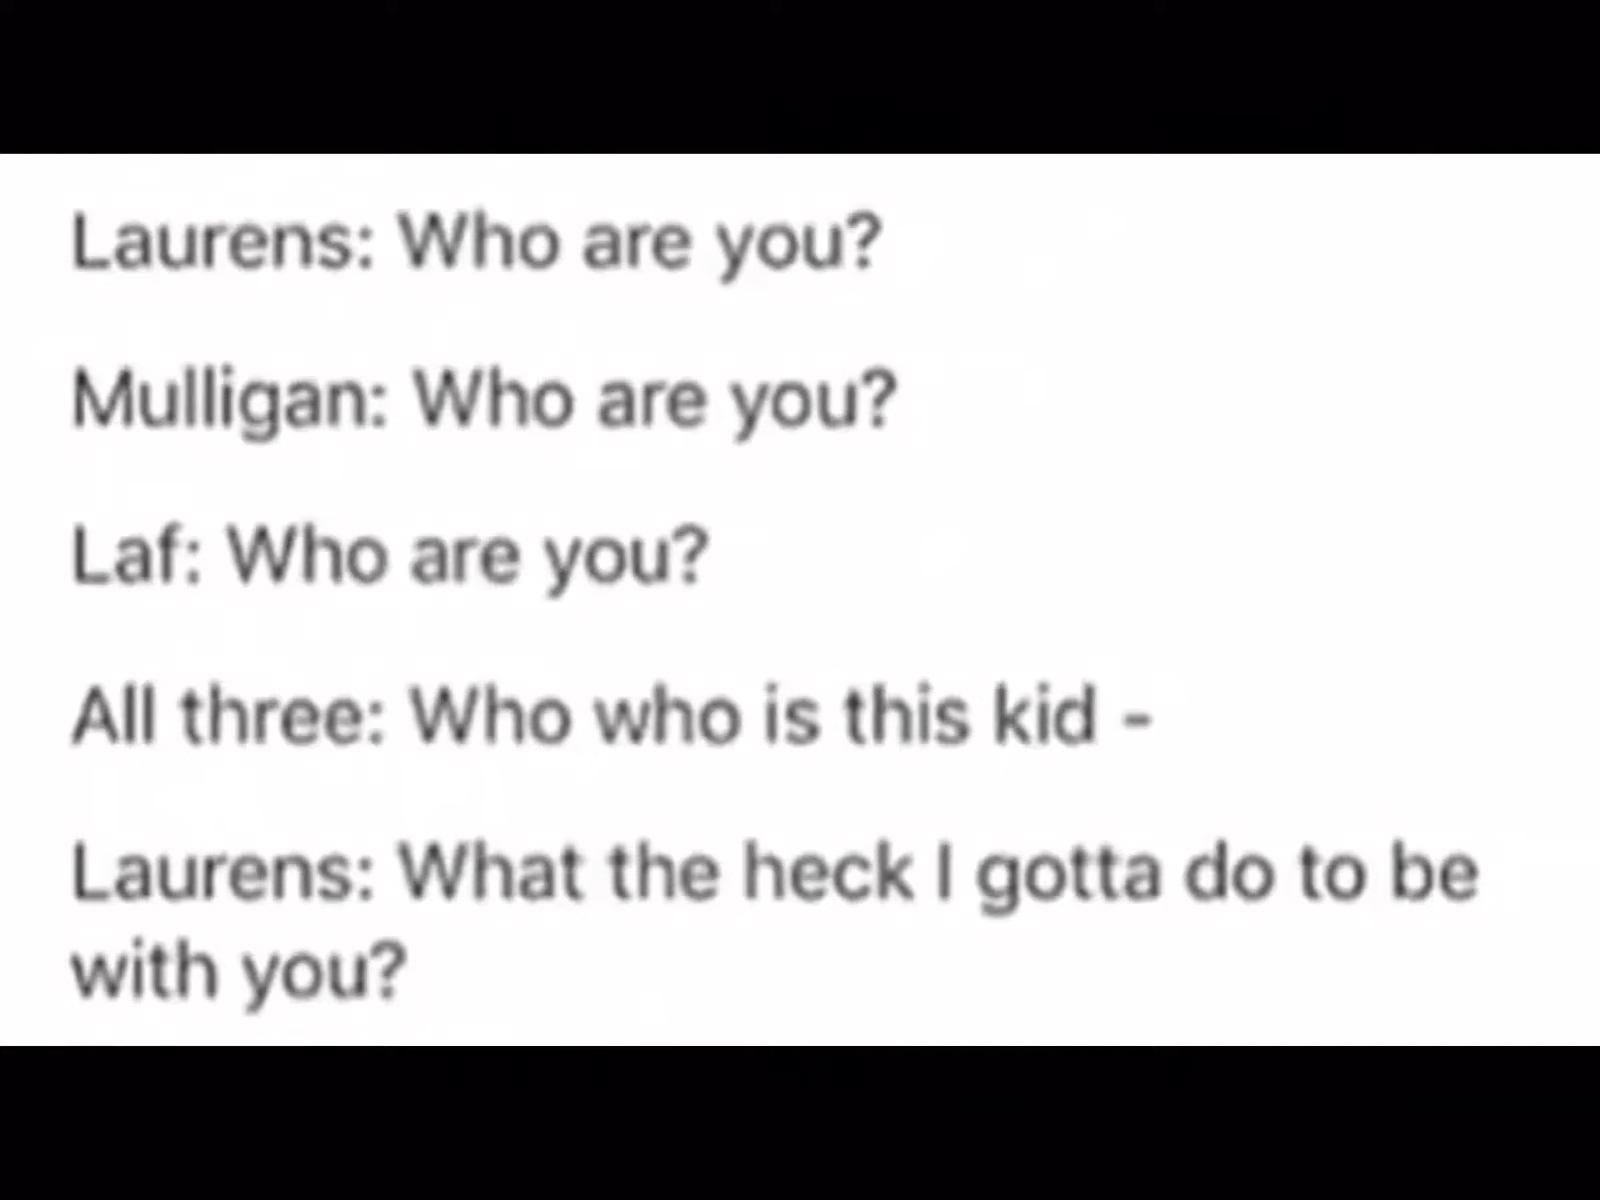 Laurens: Who are you?
Mulligan: Who are you?
Laf: Who are you?
All three: Who who is this kid -
Laurens: What the heck I gotta do to be
with you?